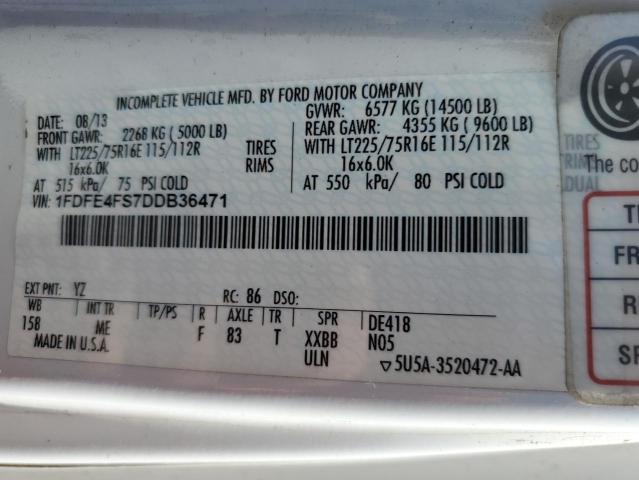 INCOMPLETE VEHICLE MFD. BY FORD MOTOR COMPANY
DATE: 08/13 GVWR: 6577 KG (14500 LB)
FRONT GAWR: 2268 KG (5000 LB) REAR GAWR: 4355 KG (9600 LB)
WITH LT225/75R16E 115/112R TIRES WITH LT225/75R16E 115/112R TIRES
16x6.0K RIMS 16x6.0K
AT 515 kPa/ 75 PSI COLD AT 550 kPa/ 80 PSI COLD DUAL
VIN: 1FDFE4FS7DDB36471
EXT PNT: YZ RC: 86 DSO:
WB INT TR TP/PS R AXLE TR SPR DE418
158 ME F 83 T XXBB N05
MADE IN U.S.A. ULN ▽5U5A-3520472-AA
The